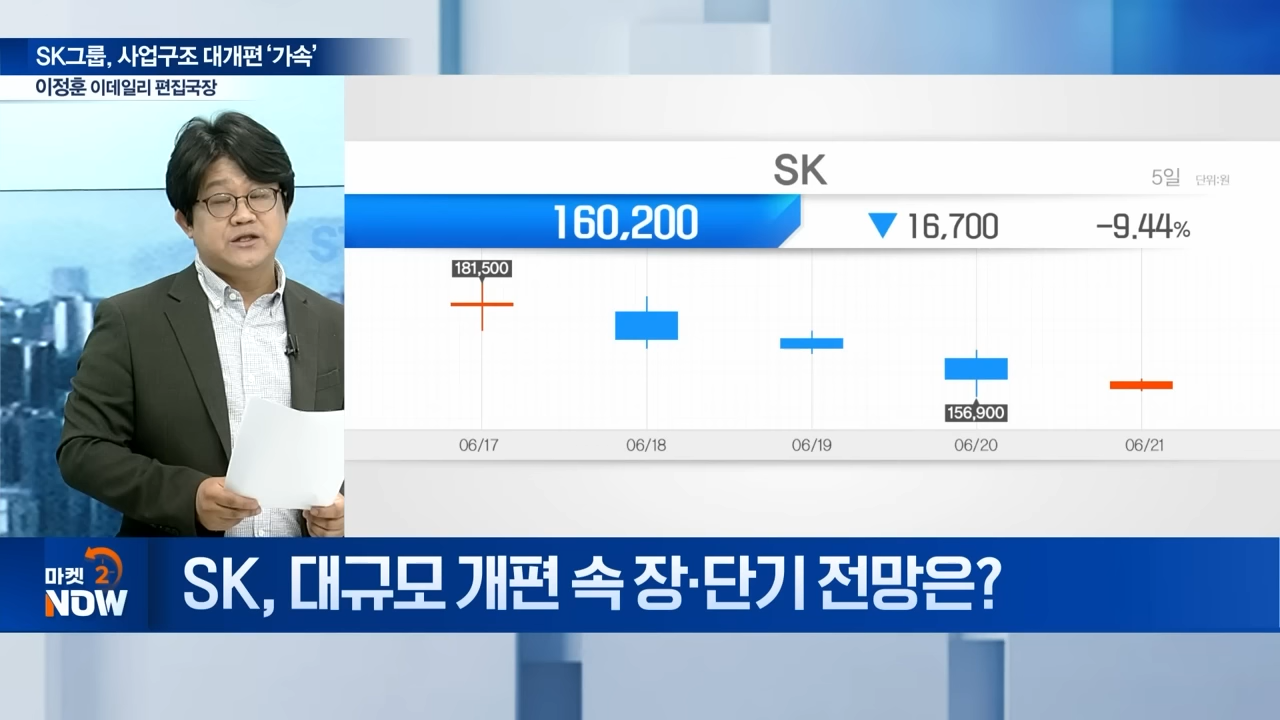 SK그룹, 사업구조 대개편 ‘가속’
이정훈 이데일리 편집국장
SK
5일 단위:원
160,200 ▼ 16,700 -9.44%
181,500
156,900
06/17 06/18 06/19 06/20 06/21
마켓 2
NOW
SK, 대규모 개편 속 장·단기 전망은?